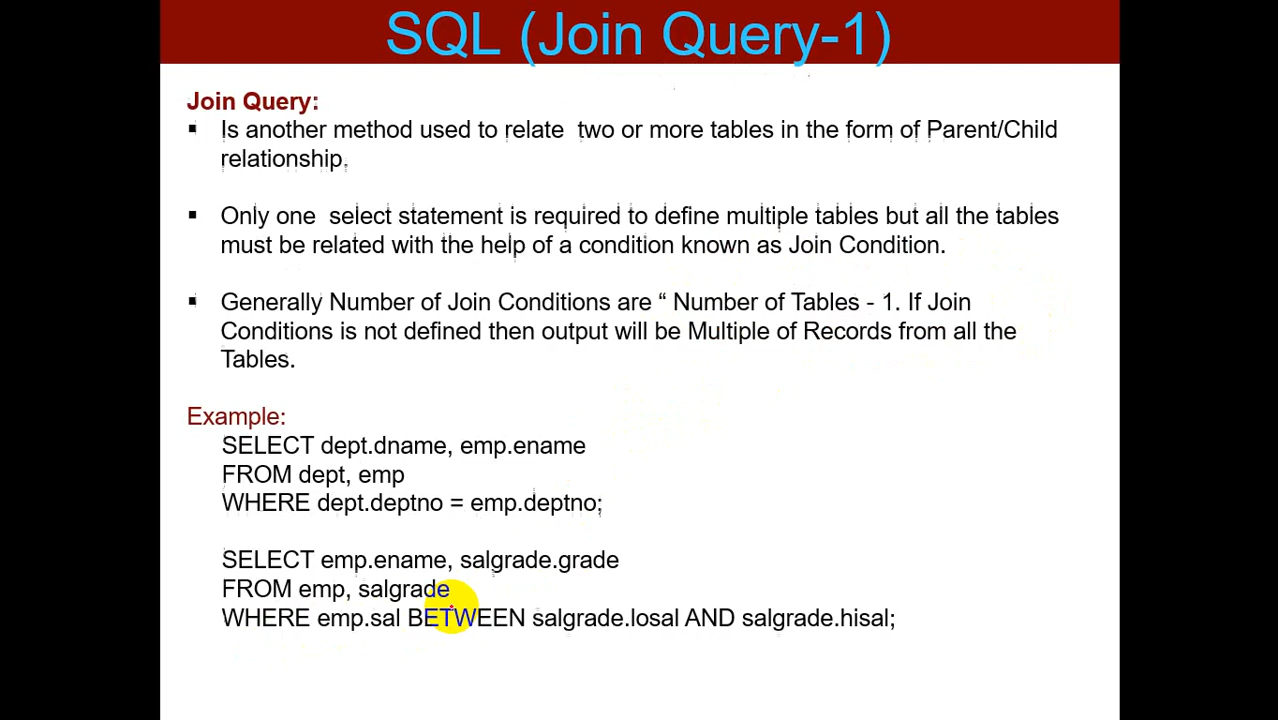 SQL (Join Query-1)
Join Query:
▪ Is another method used to relate two or more tables in the form of Parent/Child
relationship.
▪ Only one select statement is required to define multiple tables but all the tables
must be related with the help of a condition known as Join Condition.
▪ Generally Number of Join Conditions are “ Number of Tables - 1. If Join
Conditions is not defined then output will be Multiple of Records from all the
Tables.
Example:
SELECT dept.dname, emp.ename
FROM dept, emp
WHERE dept.deptno = emp.deptno;
SELECT emp.ename, salgrade.grade
FROM emp, salgrade
WHERE emp.sal BETWEEN salgrade.losal AND salgrade.hisal;